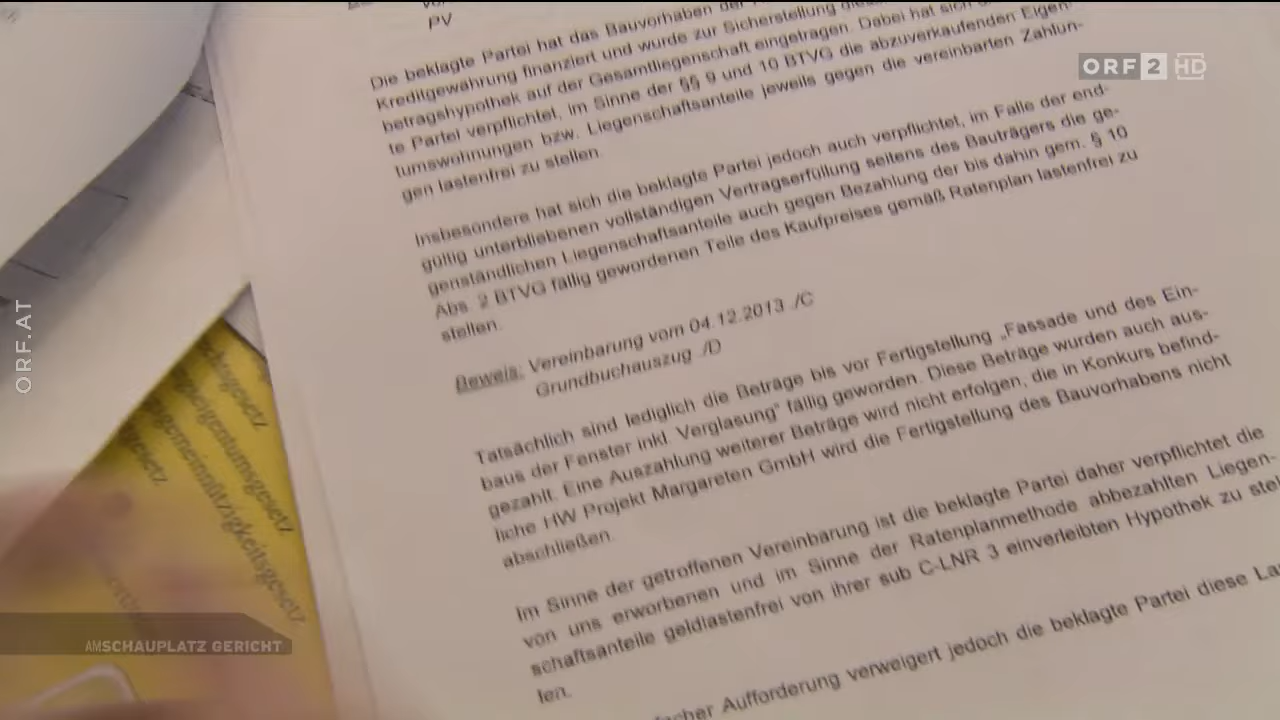 PV
Die beklagte Partei hat das Bauvorhaben der
Kreditgewährung finanziert und wurde zur Sicherstellung
betragshypothek auf der Gesamtliegenschaft eingetragen. Dabei hat sich
te Partei verpflichtet, im Sinne der §§ 9 und 10 BTVG die abzuverkaufenden Eigen-
tumswohnungen bzw. Liegenschaftsanteile jeweils gegen die vereinbarten Zahlun-
gen lastenfrei zu stellen.
Insbesondere hat sich die beklagte Partei jedoch auch verpflichtet, im Falle der end-
gültig unterbliebenen vollständigen Vertragserfüllung seitens des Bauträgers die ge-
genständlichen Liegenschaftsanteile auch gegen Bezahlung der bis dahin gem. § 10
Abs. 2 BTVG fällig gewordenen Teile des Kaufpreises gemäß Ratenplan lastenfrei zu
stellen.
Beweis: Vereinbarung vom 04.12.2013 ./C
Grundbuchauszug ./D
Tatsächlich sind lediglich die Beträge bis vor Fertigstellung „Fassade und des Ein-
baus der Fenster inkl. Verglasung“ fällig geworden. Diese Beträge wurden auch aus-
gezahlt. Eine Auszahlung weiterer Beträge wird nicht erfolgen, die in Konkurs befind-
liche HW Projekt Margareten GmbH wird die Fertigstellung des Bauvorhabens nicht
abschließen.
Im Sinne der getroffenen Vereinbarung ist die beklagte Partei daher verpflichtet die
von uns erworbenen und im Sinne der Ratenplanmethode abbezahlten Liegen-
schaftsanteile geldlastenfrei von ihrer sub C-LNR 3 einverleibten Hypothek zu stel-
len.
facher Aufforderung verweigert jedoch die beklagte Partei diese
eigentumsgesetz
gemeinnützigkeitsgesetz
gesetz
ORF 2 HD
ORF.AT
AM SCHAUPLATZ GERICHT